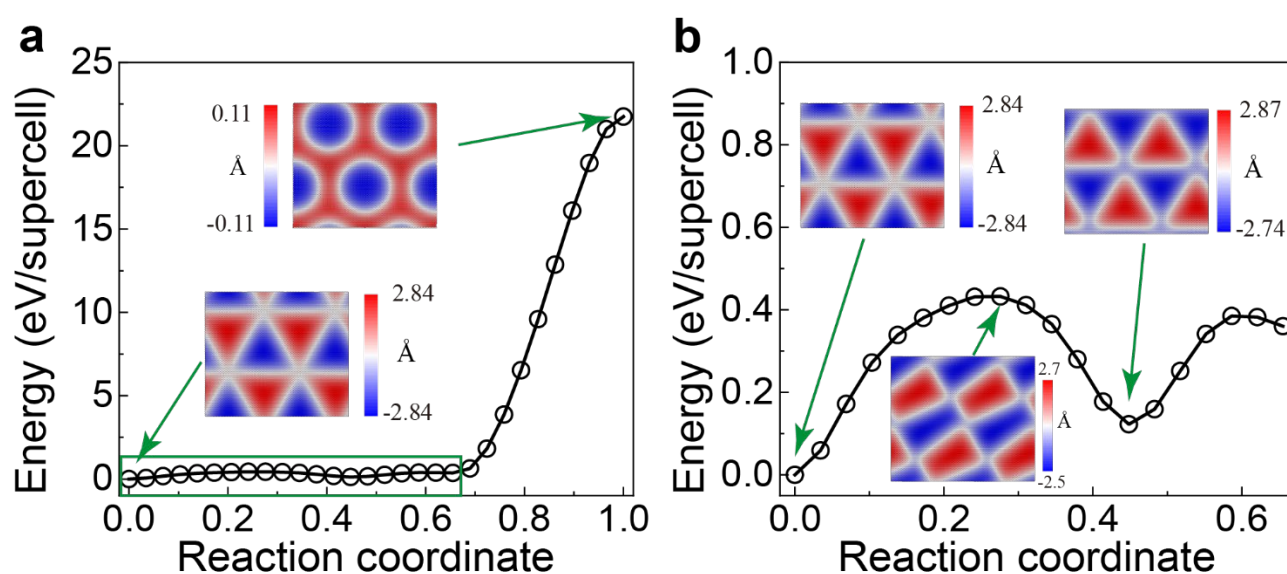 a
25
20
15
10
5
0
Energy (eV/supercell)
0.0 0.2 0.4 0.6 0.8 1.0
Reaction coordinate
0.11
Å
-0.11
2.84
Å
-2.84
b
1.0
0.8
0.6
0.4
0.2
0.0
Energy (eV/supercell)
0.0 0.2 0.4 0.6
Reaction coordinate
2.84
Å
-2.84
2.87
Å
-2.74
2.7
Å
-2.5